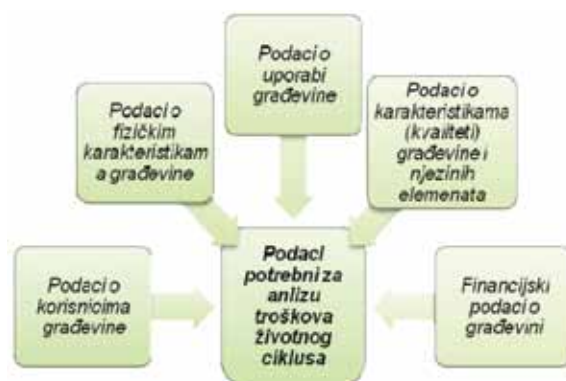 Podaci o
uporabi
građevine
Podaci o
fizičkim
karakteristikam
a građevine
Podaci o
karakteristikama
(kvaliteti)
građevine i
njezinih
elemenata
Podaci o
korisnicima
građevine
Podaci
potrebni za
anlizu
troškova
životnog
ciklusa
Financijski
podaci o
građevini